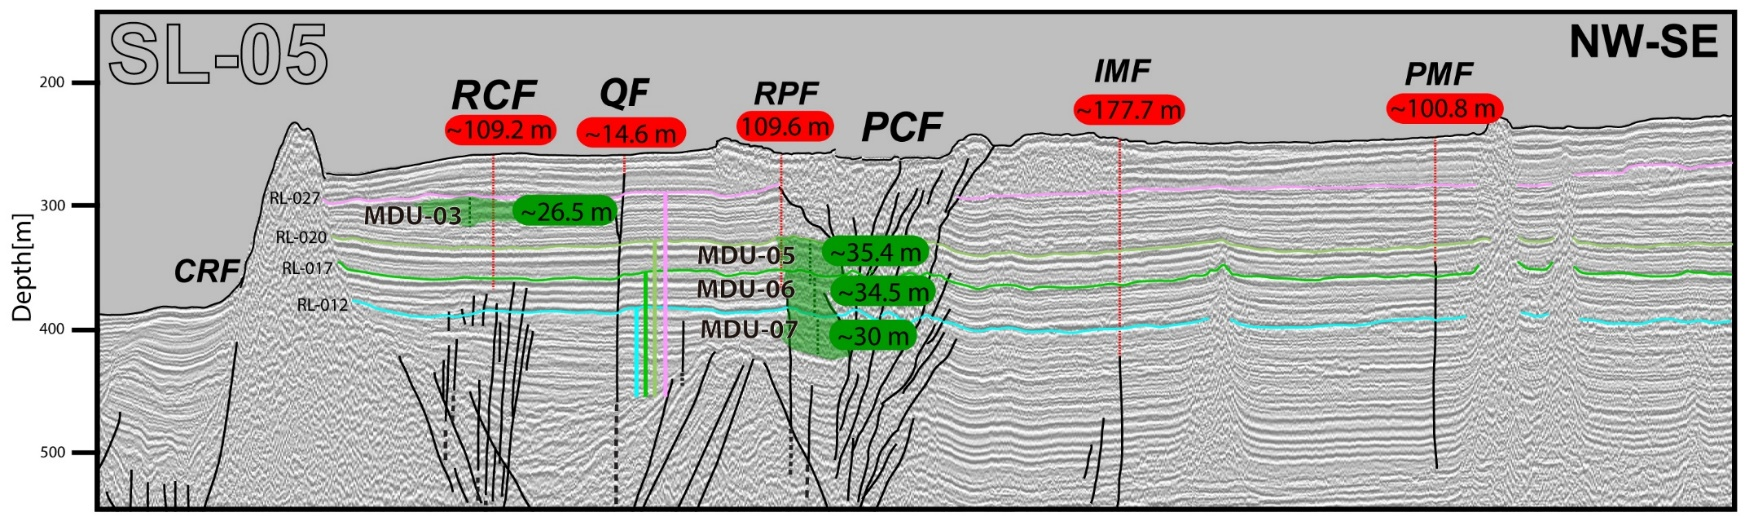 SL-05
NW-SE
200
300
400
500
Depth[m]
RCF
~109.2 m
QF
~14.6 m
RPF
109.6 m
PCF
IMF
~177.7 m
PMF
~100.8 m
CRF
RL-027
MDU-03
~26.5 m
RL-020
RL-017
RL-012
MDU-05
~35.4 m
MDU-06
~34.5 m
MDU-07
~30 m